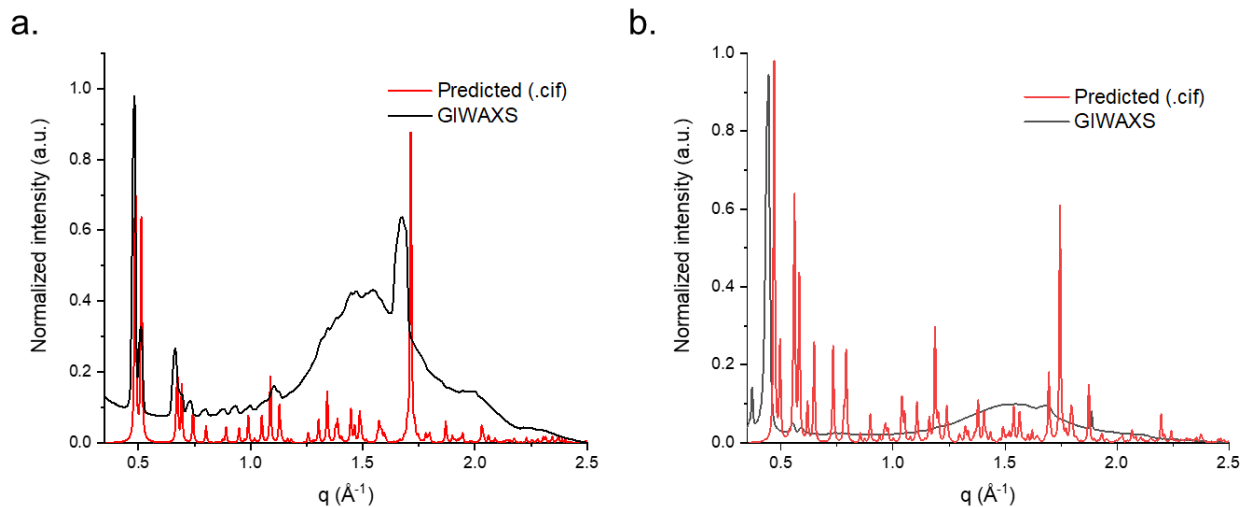 a.
Normalized intensity (a.u.)
1.0
0.8
0.6
0.4
0.2
0.0
Predicted (.cif)
GIWAXS
0.5 1.0 1.5 2.0 2.5
q (Å⁻¹)
b.
Normalized intensity (a.u.)
1.0
0.8
0.6
0.4
0.2
0.0
Predicted (.cif)
GIWAXS
0.5 1.0 1.5 2.0 2.5
q (Å⁻¹)